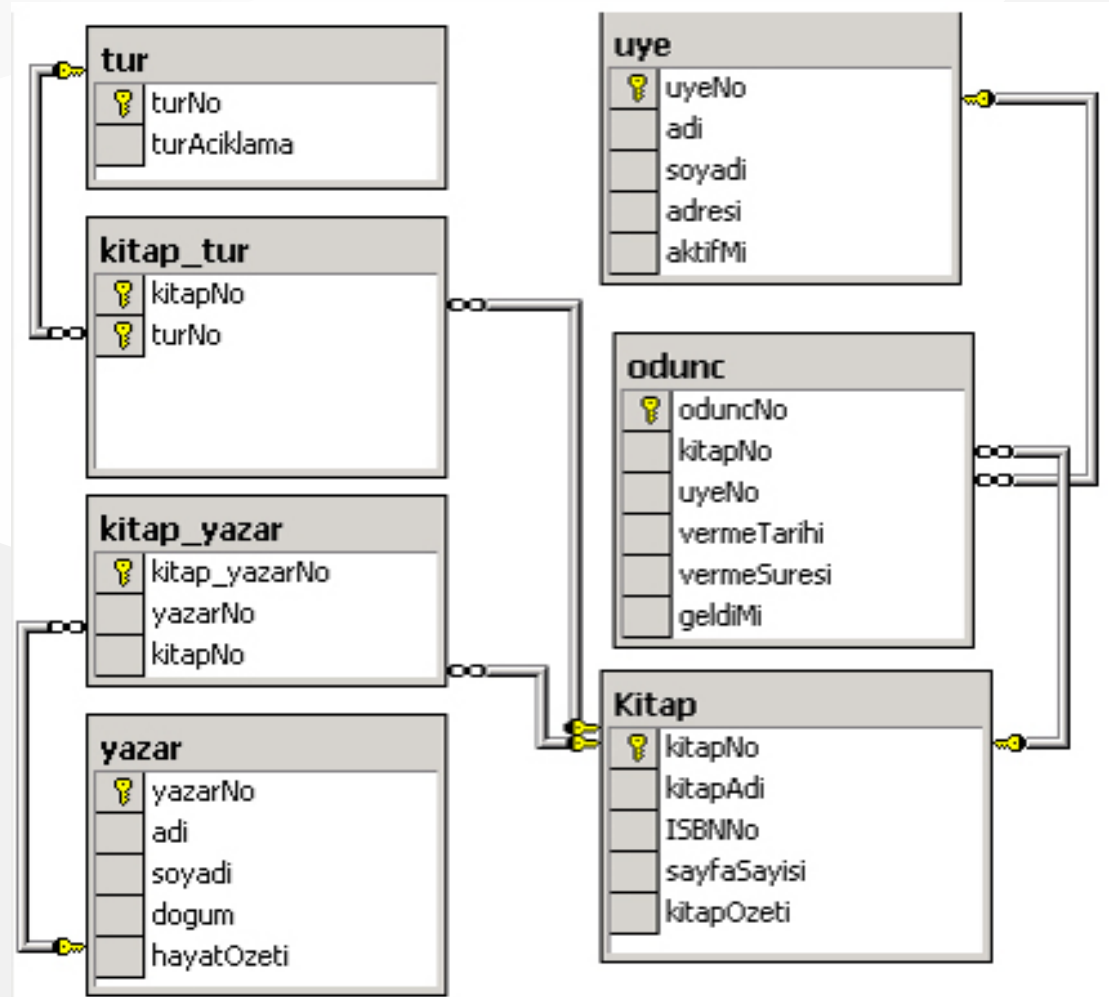 tur
turNo
turAciklama
kitap_tur
kitapNo
turNo
kitap_yazar
kitap_yazarNo
yazarNo
kitapNo
yazar
yazarNo
adi
soyadi
dogum
hayatOzeti
uye
uyeNo
adi
soyadi
adresi
aktifMi
odunc
oduncNo
kitapNo
uyeNo
vermeTarihi
vermeSuresi
geldiMi
Kitap
kitapNo
kitapAdi
ISBNNo
sayfaSayisi
kitapOzeti